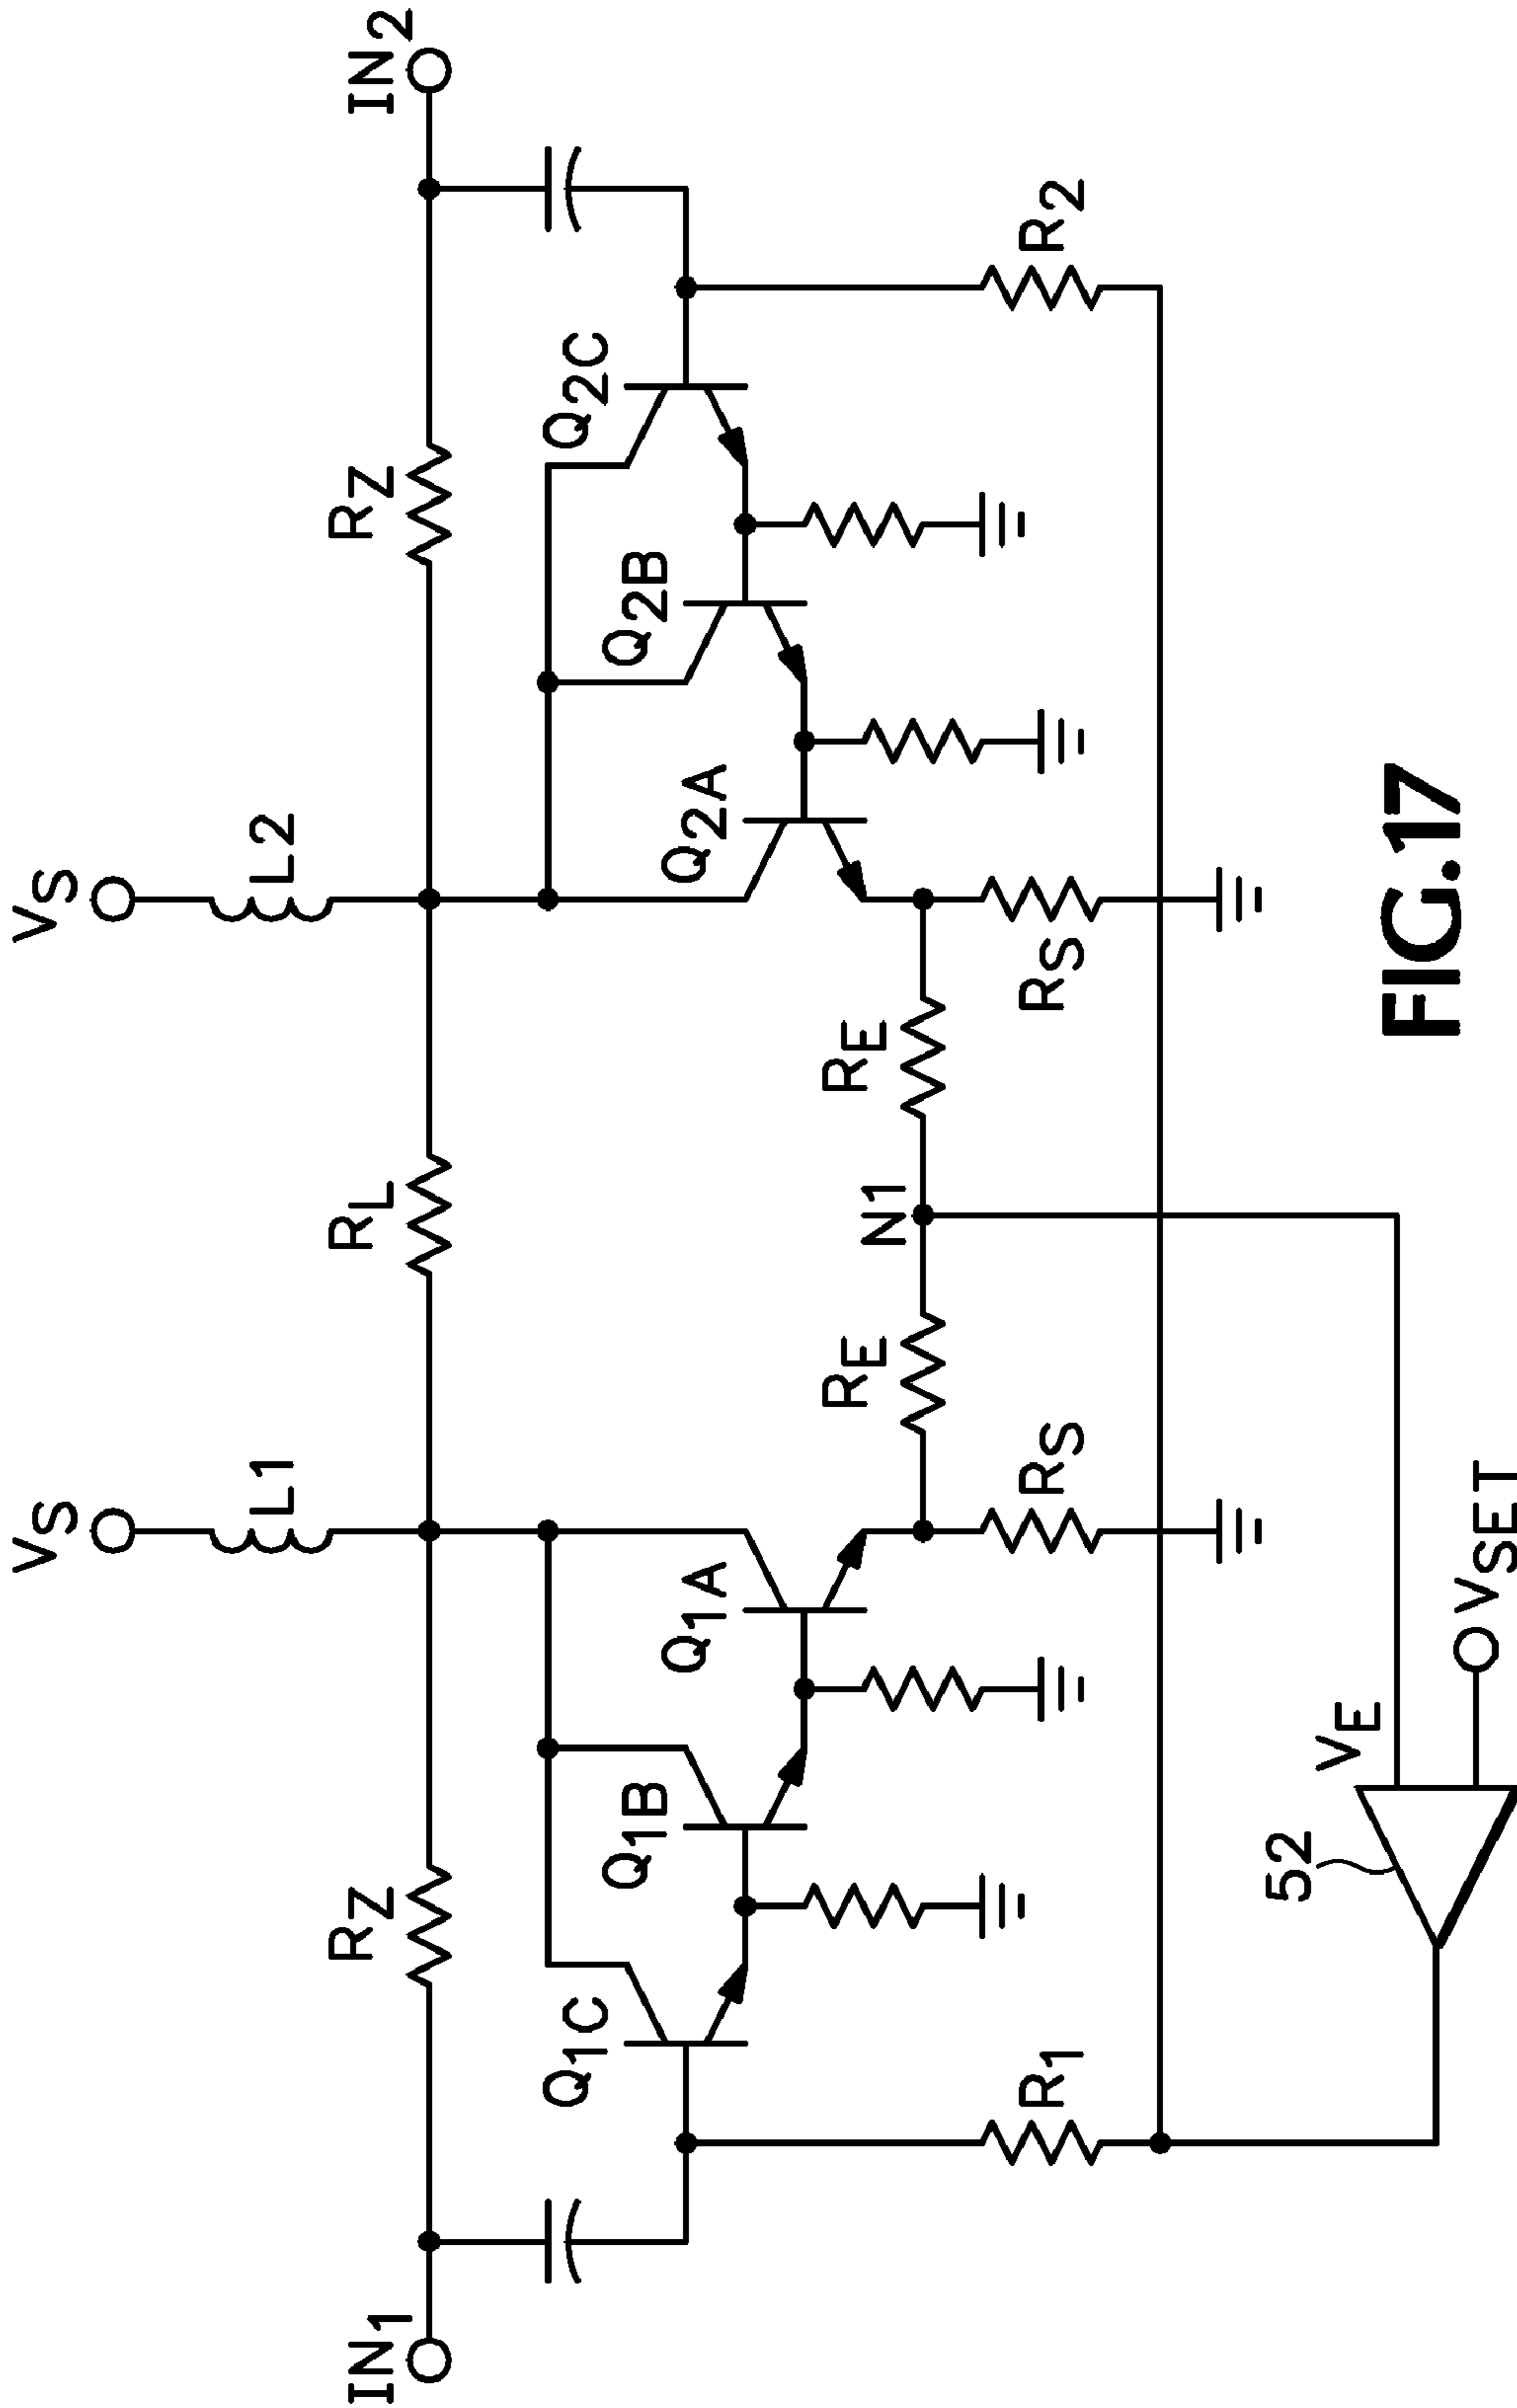 VS
VS
L1
L2
IN1
RZ
RL
RZ
IN2
Q1C
Q1B
Q1A
Q2A
Q2B
Q2C
RE
N1
RE
R1
RS
RS
R2
52
VE
VSET
FIG.17